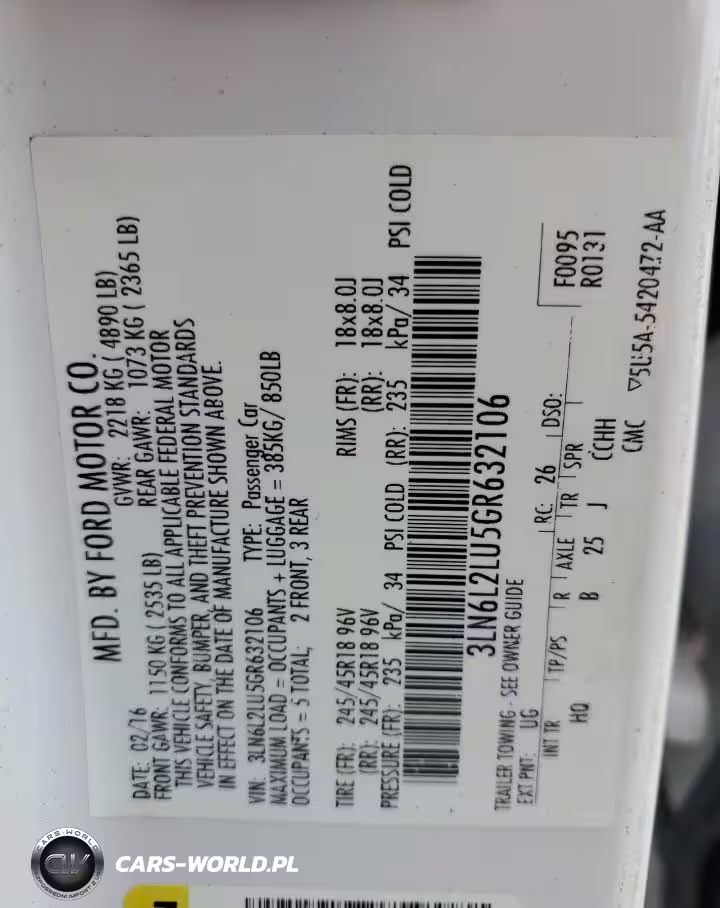 MFD. BY FORD MOTOR CO.
DATE: 02/16 GVWR: 2218 KG ( 4890 LB)
FRONT GAWR: 1150 KG ( 2535 LB) REAR GAWR: 1073 KG ( 2365 LB)
THIS VEHICLE CONFORMS TO ALL APPLICABLE FEDERAL MOTOR
VEHICLE SAFETY, BUMPER, AND THEFT PREVENTION STANDARDS
IN EFFECT ON THE DATE OF MANUFACTURE SHOWN ABOVE.
VIN: 3LN6L2LU5GR632106 TYPE: Passenger Car
MAXIMUM LOAD = OCCUPANTS + LUGGAGE = 385KG/ 850LB
OCCUPANTS = 5 TOTAL; 2 FRONT, 3 REAR
TIRE (FR): 245/45R18 96V RIMS (FR): 18x8.0J
(RR): 245/45R18 96V (RR): 18x8.0J
PRESSURE (FR): 235 kPa/ 34 PSI COLD (RR): 235 kPa/ 34 PSI COLD
3LN6L2LU5GR632106
TRAILER TOWING - SEE OWNER GUIDE
EXT PNT: UG RC: 26 DSO: F0095
INT TR TP/PS R AXLE TR SPR R0131
HQ B 25 J CCHH
CMC ▽5U5A-5420472-AA
CARS-WORLD
BEZPOŚREDNI IMPORT Z USA
CARS-WORLD.PL